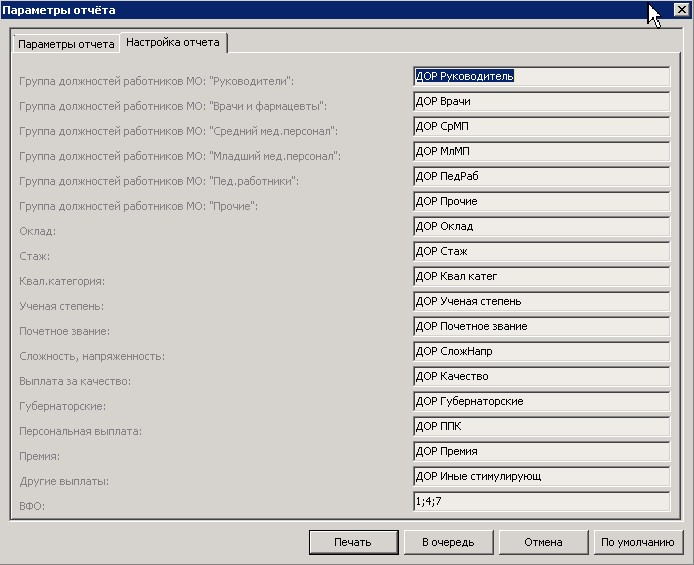 Параметры отчёта
Параметры отчета Настройка отчета
Группа должностей работников МО: "Руководители": ДОР Руководитель
Группа должностей работников МО: "Врачи и фармацевты": ДОР Врачи
Группа должностей работников МО: "Средний мед.персонал": ДОР СрМП
Группа должностей работников МО: "Младший мед.персонал": ДОР МлМП
Группа должностей работников МО: "Пед.работники": ДОР ПедРаб
Группа должностей работников МО: "Прочие": ДОР Прочие
Оклад: ДОР Оклад
Стаж: ДОР Стаж
Квал.категория: ДОР Квал катег
Ученая степень: ДОР Ученая степень
Почетное звание: ДОР Почетное звание
Сложность, напряженность: ДОР СложНапр
Выплата за качество: ДОР Качество
Губернаторские: ДОР Губернаторские
Персональная выплата: ДОР ППК
Премия: ДОР Премия
Другие выплаты: ДОР Иные стимулирующ
ВФО: 1;4;7
Печать В очередь Отмена По умолчанию